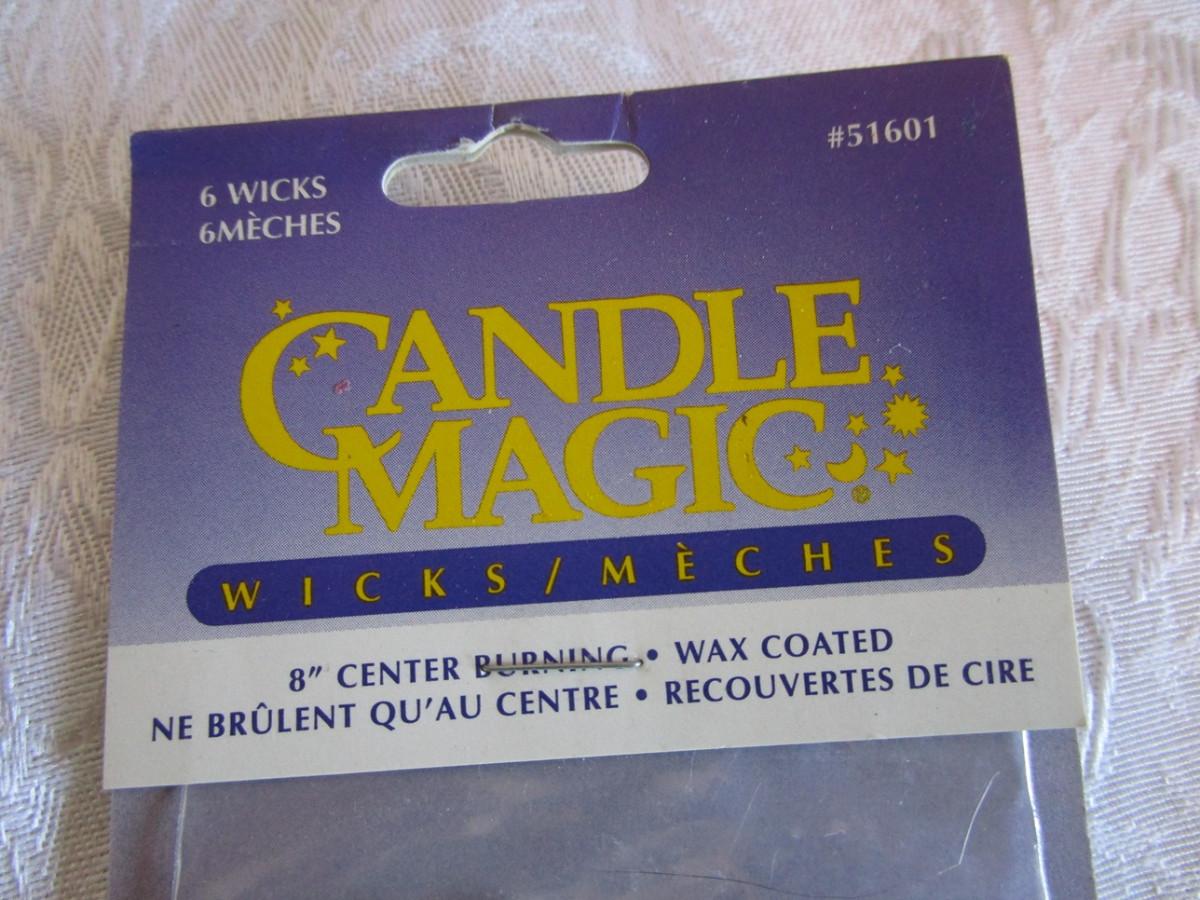 #51601
6 WICKS
6MÈCHES
CANDLE
MAGIC®
WICKS/MÈCHES
8" CENTER BURNING • WAX COATED
NE BRÛLENT QU'AU CENTRE • RECOUVERTES DE CIRE